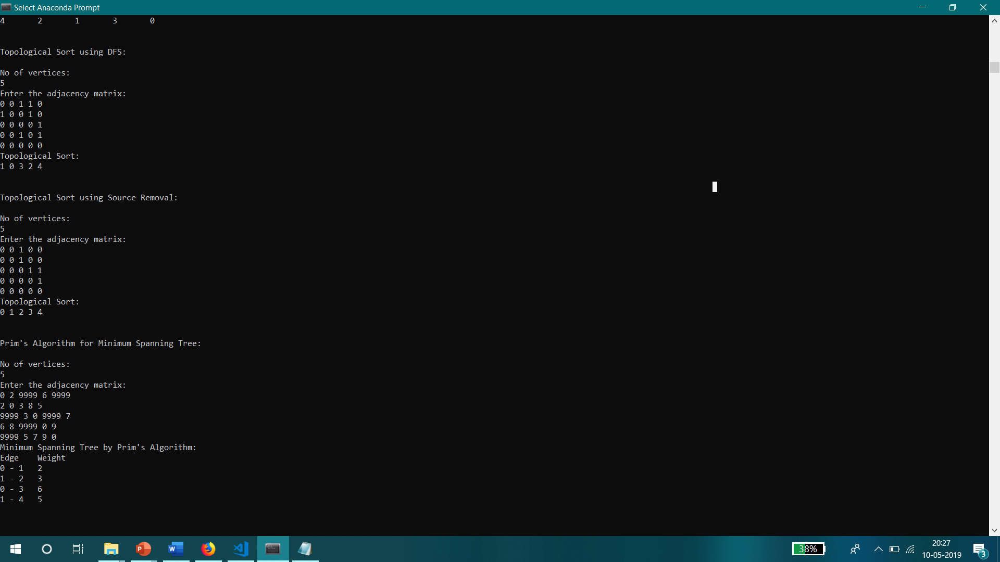 Select Anaconda Prompt
4 2 1 3 0
Topological Sort using DFS:
No of vertices:
5
Enter the adjacency matrix:
0 0 1 1 0
1 0 0 1 0
0 0 0 0 1
0 0 1 0 1
0 0 0 0 0
Topological Sort:
1 0 3 2 4
Topological Sort using Source Removal:
No of vertices:
5
Enter the adjacency matrix:
0 0 1 0 0
0 0 1 0 0
0 0 0 1 1
0 0 0 0 1
0 0 0 0 0
Topological Sort:
0 1 2 3 4
Prim's Algorithm for Minimum Spanning Tree:
No of vertices:
5
Enter the adjacency matrix:
0 2 9999 6 9999
2 0 3 8 5
9999 3 0 9999 7
6 8 9999 0 9
9999 5 7 9 0
Minimum Spanning Tree by Prim's Algorithm:
Edge Weight
0 - 1 2
1 - 2 3
0 - 3 6
1 - 4 5
P
W
C:\_
38%
20:27
10-05-2019
3